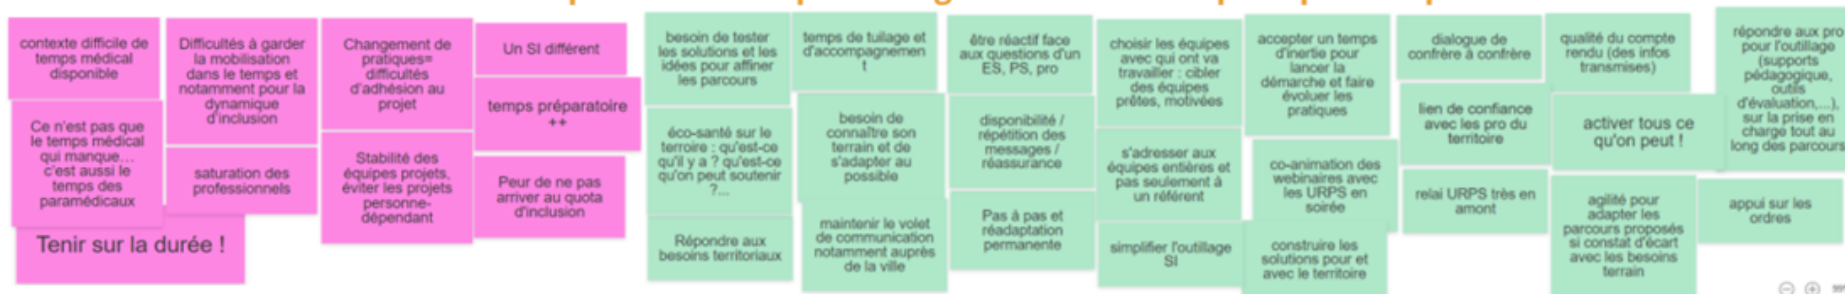 contexte difficile de
temps médical
disponible
Ce n'est pas que
le temps médical
qui manque...
c'est aussi le
temps des
paramédicaux
Tenir sur la durée !
Difficultés à garder
la mobilisation
dans le temps et
notamment pour la
dynamique
d'inclusion
saturation des
professionnels
Changement de
pratiques=
difficultés
d'adhésion au
projet
Stabilité des
équipes projets,
éviter les projets
personne-
dépendant
Un SI différent
temps préparatoire
++
Peur de ne pas
arriver au quota
d'inclusion
besoin de tester
les solutions et les
idées pour affiner
les parcours
éco-santé sur le
terroire : qu'est-ce
qu'il y a ? qu'est-ce
qu'on peut soutenir
?...
Répondre aux
besoins territoriaux
temps de tuilage et
d'accompagnemen
t
besoin de
connaître son
terrain et de
s'adapter au
possible
maintenir le volet
de communication
notamment auprès
de la ville
être réactif face
aux questions d'un
ES, PS, pro
disponibilité /
répétition des
messages /
réassurance
Pas à pas et
réadaptation
permanente
choisir les équipes
avec qui ont va
travailler : cibler
des équipes
prêtes, motivées
s'adresser aux
équipes entières et
pas seulement à
un référent
simplifier l'outillage
SI
accepter un temps
d'inertie pour
lancer la
démarche et faire
évoluer les
pratiques
co-animation des
webinaires avec
les URPS en
soirée
construire les
solutions pour et
avec le territoire
dialogue de
confrère à confrère
lien de confiance
avec les pro du
territoire
relai URPS très en
amont
qualité du compte
rendu (des infos
transmises)
activer tous ce
qu'on peut !
agilité pour
adapter les
parcours proposés
si constat d'écart
avec les besoins
terrain
répondre aux pro
pour l'outillage
(supports
pédagogique,
outils
d'évaluation,...),
sur la prise en
charge tout au
long des parcours
appui sur les
ordres